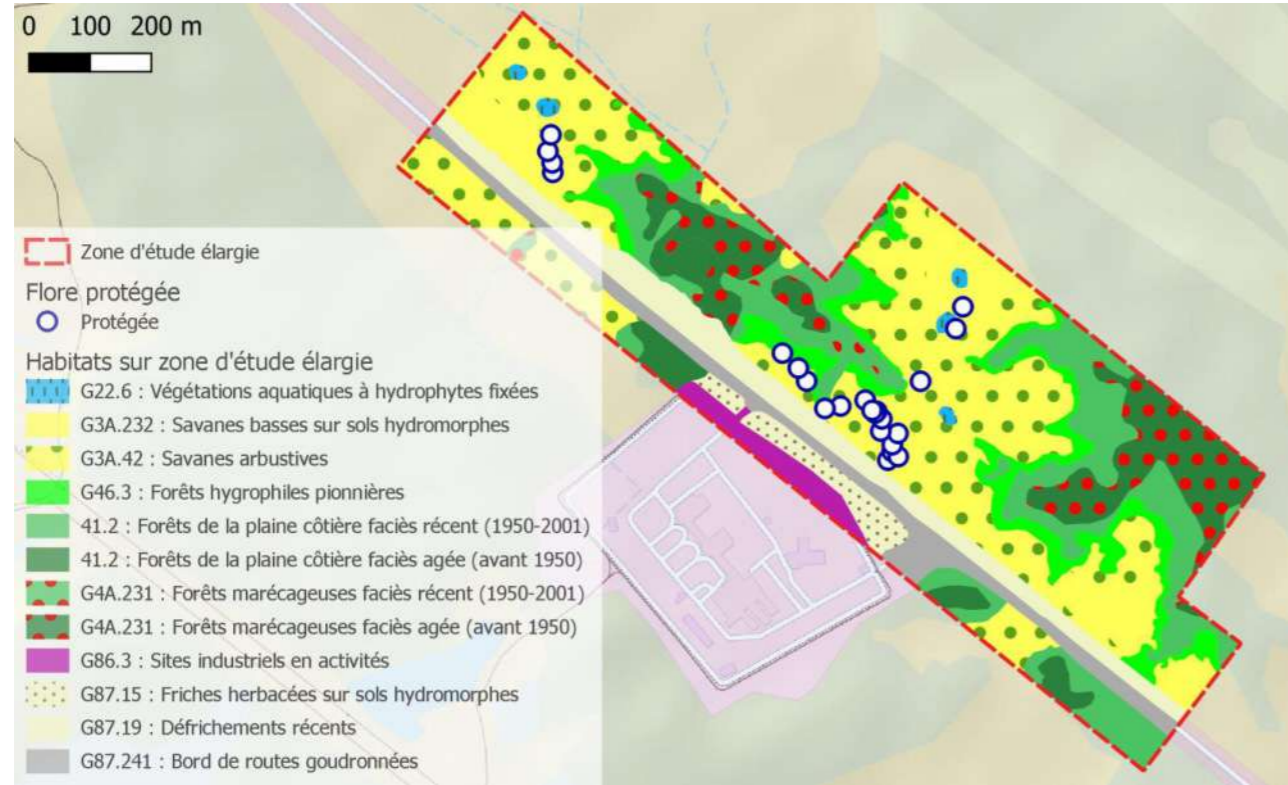 0 100 200 m
Zone d'étude élargie
Flore protégée
Protégée
Habitats sur zone d'étude élargie
G22.6 : Végétations aquatiques à hydrophytes fixées
G3A.232 : Savanes basses sur sols hydromorphes
G3A.42 : Savanes arbustives
G46.3 : Forêts hygrophiles pionnières
41.2 : Forêts de la plaine côtière faciès récent (1950-2001)
41.2 : Forêts de la plaine côtière faciès agée (avant 1950)
G4A.231 : Forêts marécageuses faciès récent (1950-2001)
G4A.231 : Forêts marécageuses faciès agée (avant 1950)
G86.3 : Sites industriels en activités
G87.15 : Friches herbacées sur sols hydromorphes
G87.19 : Défrichements récents
G87.241 : Bord de routes goudronnées